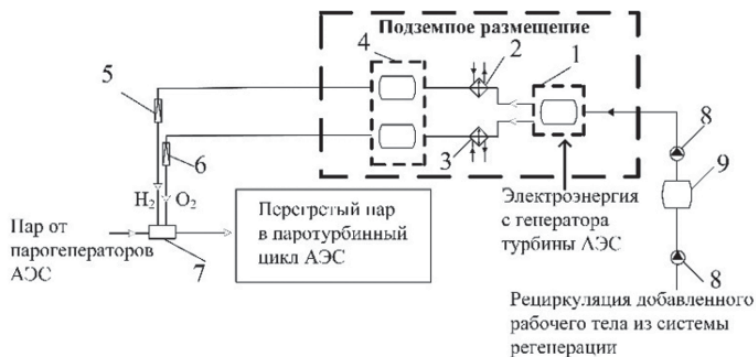 Подземное размещение
4
2
1
5
3
8
6
9
H₂
O₂
Электроэнергия
с генератора
турбины АЭС
Пар от
парогенераторов
АЭС
7
Перегретый пар
в паротурбинный
цикл АЭС
8
Рециркуляция добавленного
рабочего тела из системы
регенерации